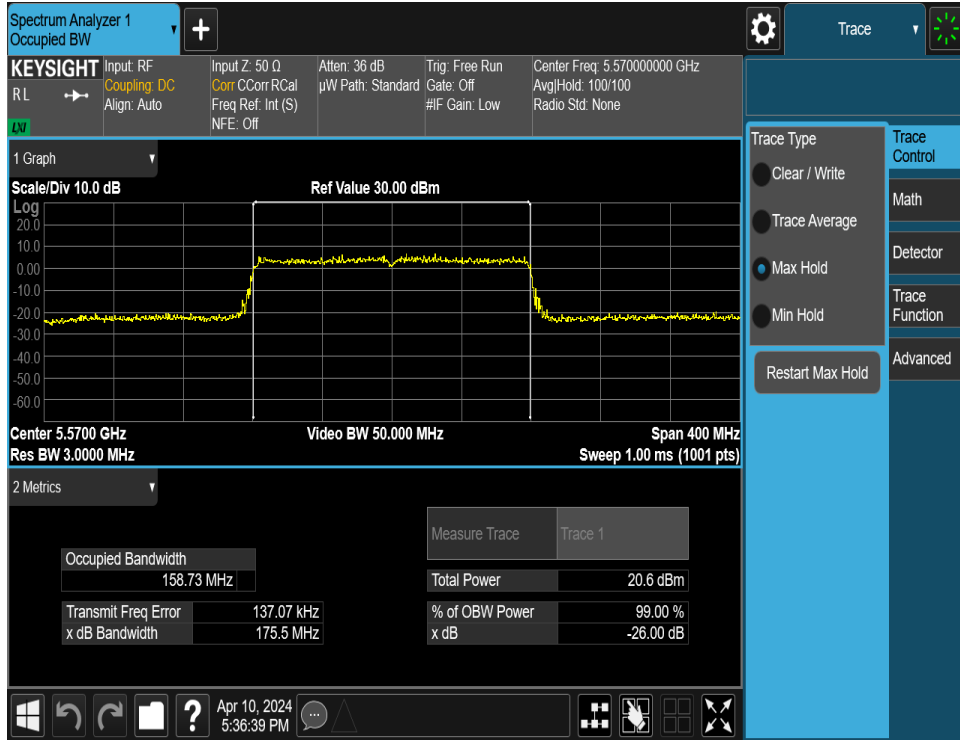 Spectrum Analyzer 1
Occupied BW
+
Trace
KEYSIGHT
R L
LXI
Input: RF
Coupling: DC
Align: Auto
Input Z: 50 Ω
Corr CCorr RCal
Freq Ref: Int (S)
NFE: Off
Atten: 36 dB
µW Path: Standard
Trig: Free Run
Gate: Off
#IF Gain: Low
Center Freq: 5.570000000 GHz
Avg|Hold: 100/100
Radio Std: None
1 Graph
Scale/Div 10.0 dB
Ref Value 30.00 dBm
Log
20.0
10.0
0.00
-10.0
-20.0
-30.0
-40.0
-50.0
-60.0
Center 5.5700 GHz
Video BW 50.000 MHz
Span 400 MHz
Res BW 3.0000 MHz
Sweep 1.00 ms (1001 pts)
2 Metrics
Measure Trace
Trace 1
Occupied Bandwidth
158.73 MHz
Total Power
20.6 dBm
Transmit Freq Error
137.07 kHz
% of OBW Power
99.00 %
x dB Bandwidth
175.5 MHz
x dB
-26.00 dB
?
Apr 10, 2024
5:36:39 PM
Trace Type
Clear / Write
Trace Average
Max Hold
Min Hold
Restart Max Hold
Trace
Control
Math
Detector
Trace
Function
Advanced